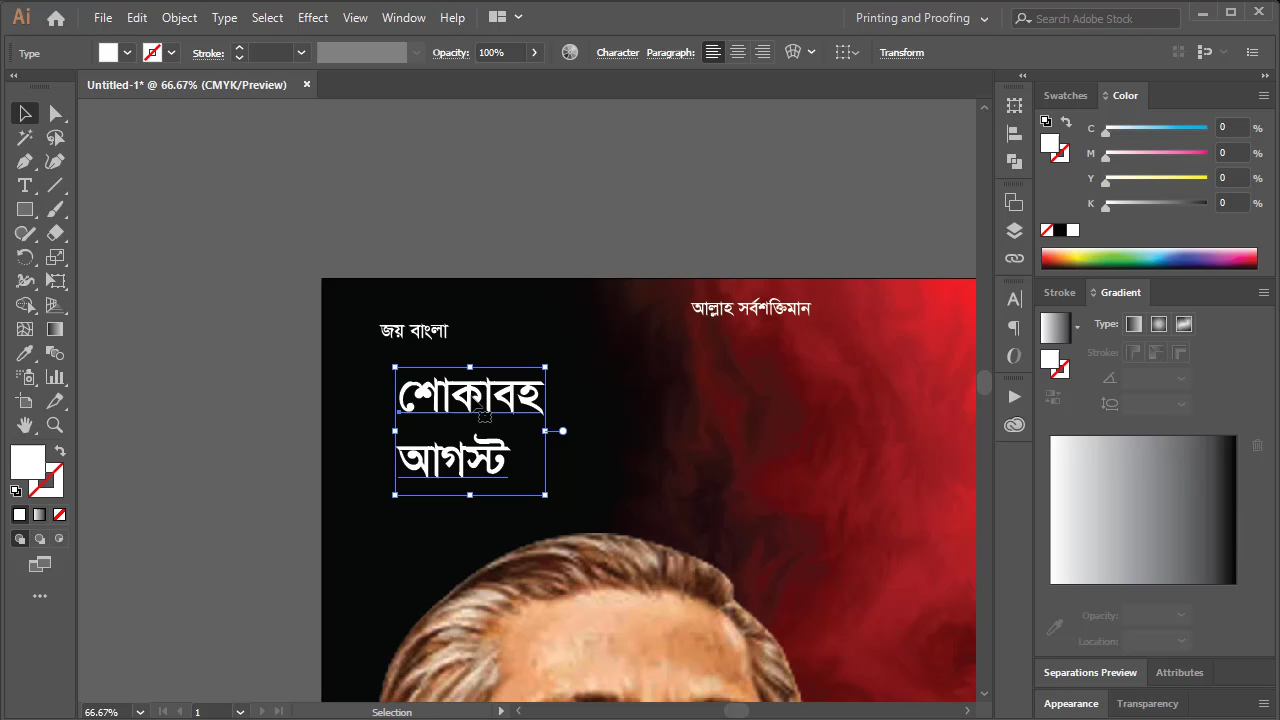 Ai File Edit Object Type Select Effect View Window Help Printing and Proofing Search Adobe Stock
Type Stroke: Opacity: 100% Character Paragraph: Transform
Untitled-1* @ 66.67% (CMYK/Preview) ×
Swatches Color
C 0 %
M 0 %
Y 0 %
K 0 %
আল্লাহ সর্বশক্তিমান
জয় বাংলা
শোকাবহ
আগস্ট
Stroke Gradient
Type:
Stroke:
Opacity:
Location:
Separations Preview Attributes
Appearance Transparency
66.67% 1 Selection